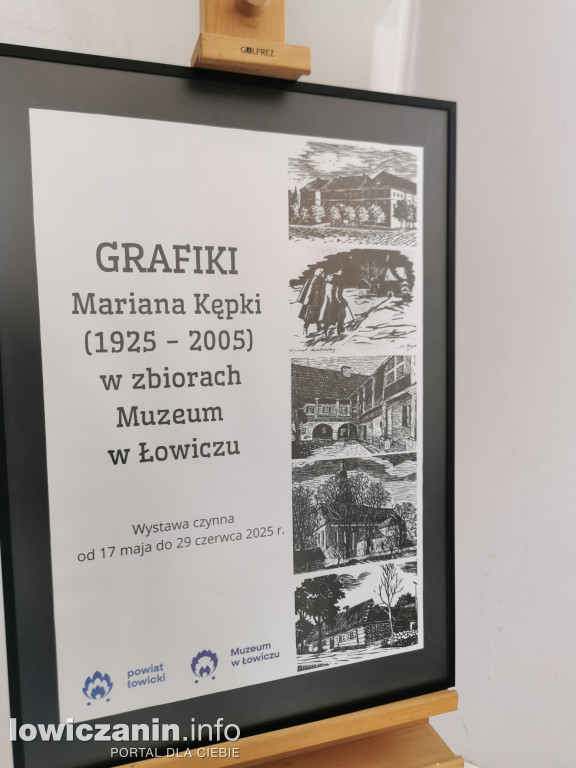 GOLFREZ
GRAFIKI
Mariana Kępki
(1925 - 2005)
w zbiorach
Muzeum
w Łowiczu
Wystawa czynna
od 17 maja do 29 czerwca 2025 r.
powiat
łowicki
Muzeum
w Łowiczu
lowiczanin.info
PORTAL DLA CIEBIE